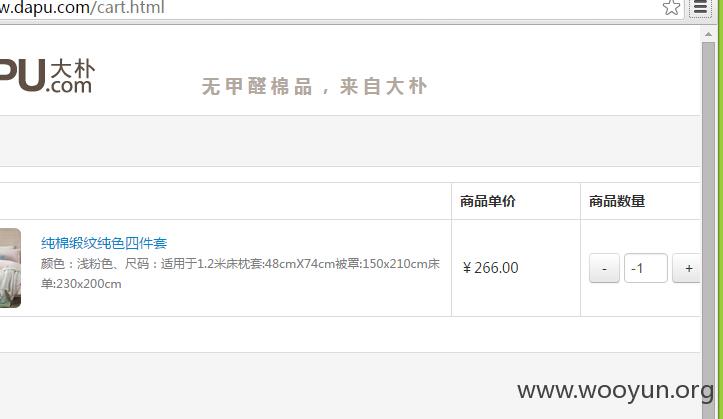 w.dapu.com/cart.html
PU大朴
.com
无甲醛棉品，来自大朴
商品单价 商品数量
纯棉缎纹纯色四件套
颜色：浅粉色、尺码：适用于1.2米床枕套:48cmX74cm被罩:150x210cm床
单:230x200cm
¥ 266.00
- -1 +
www.wooyun.org